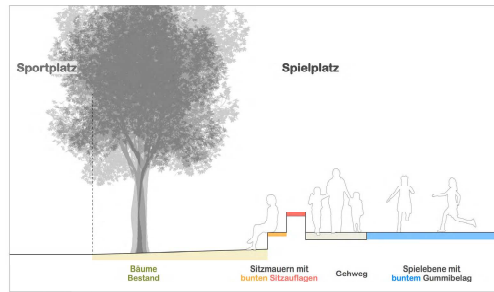 Sportplatz
Spielplatz
Bäume
Bestand
Sitzmauern mit
bunten Sitzauflagen
Gehweg
Spielebene mit
buntem Gummibelag